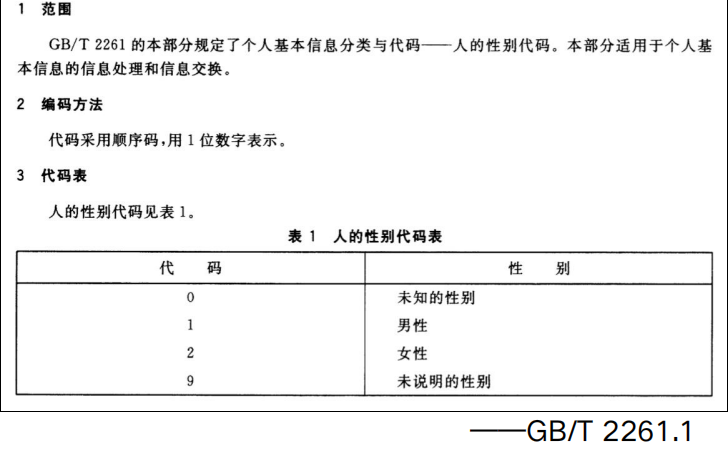 1 范围
GB/T 2261 的本部分规定了个人基本信息分类与代码——人的性别代码。本部分适用于个人基
本信息的信息处理和信息交换。
2 编码方法
代码采用顺序码,用 1 位数字表示。
3 代码表
人的性别代码见表 1。
表 1 人的性别代码表
代 码 性 别
0 未知的性别
1 男性
2 女性
9 未说明的性别
——GB/T 2261.1